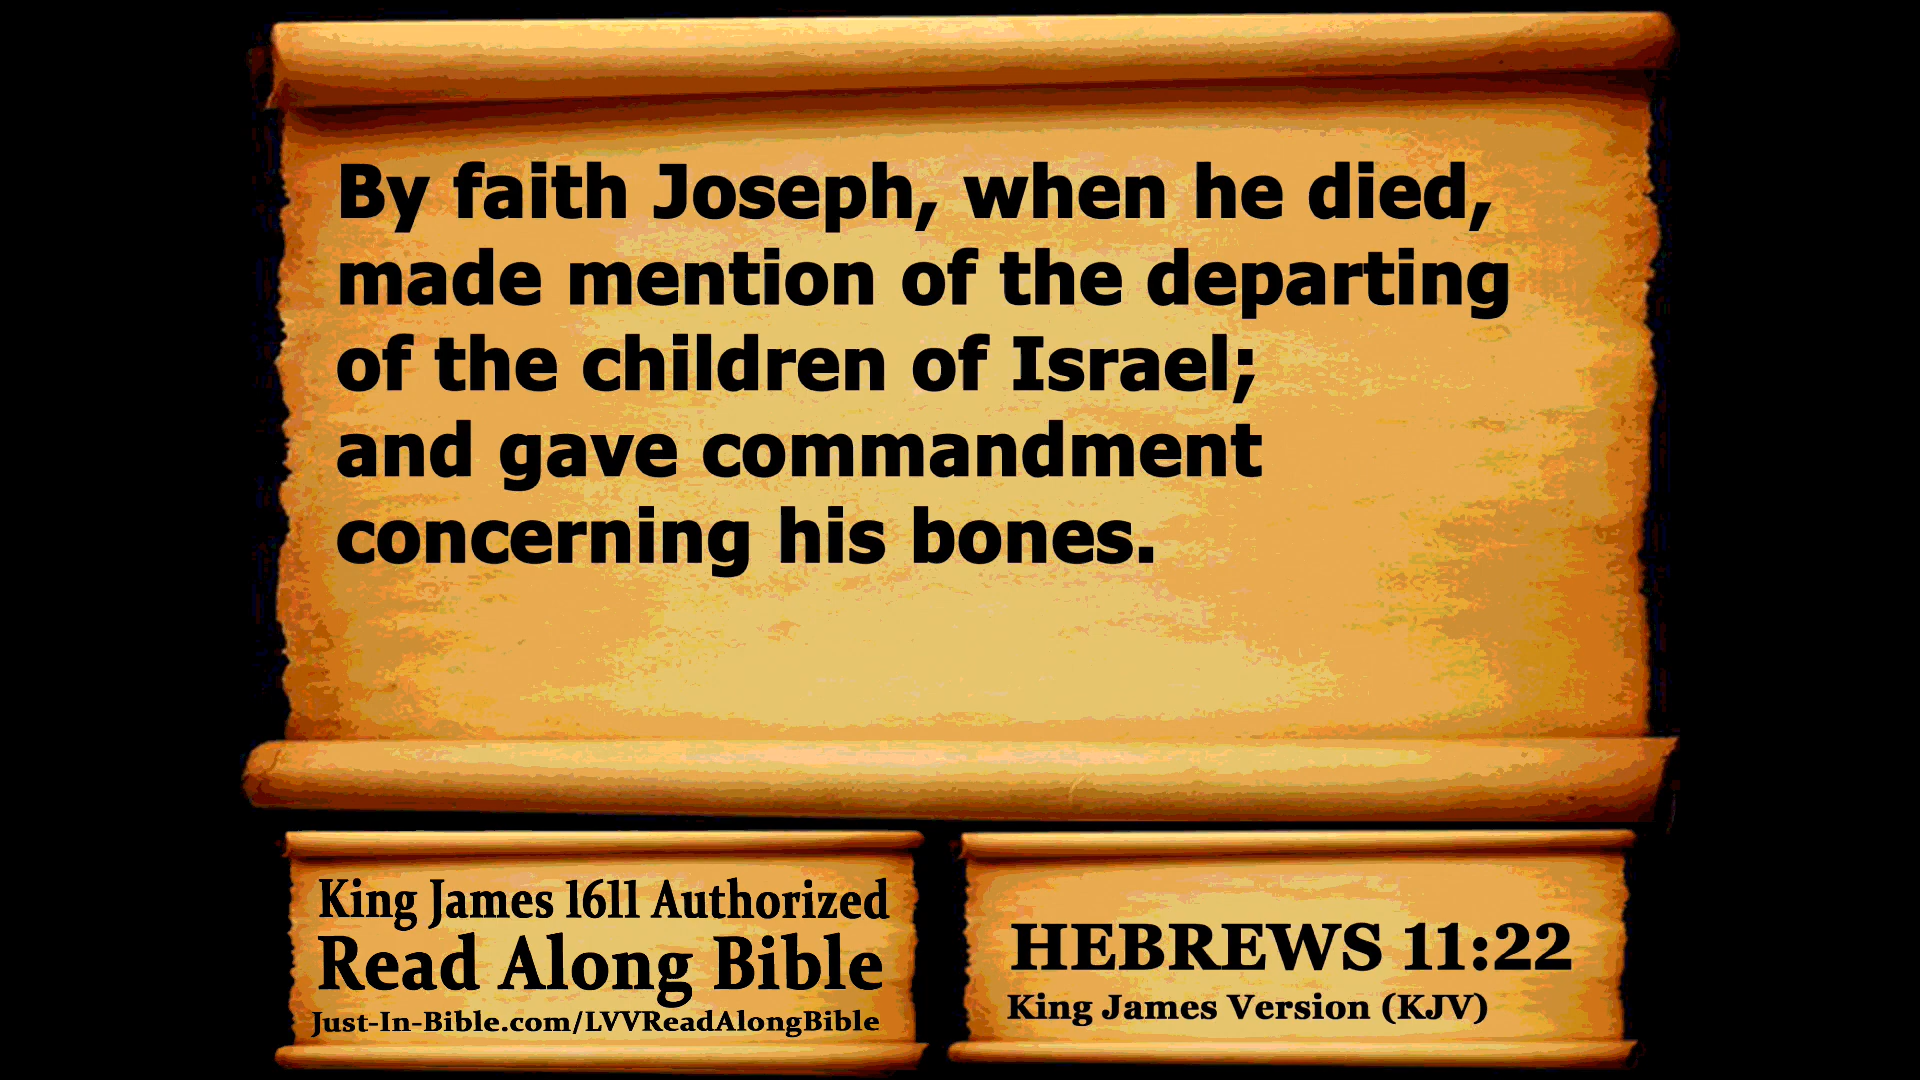 By faith Joseph, when he died,
made mention of the departing
of the children of Israel;
and gave commandment
concerning his bones.
King James 1611 Authorized
Read Along Bible
Just-In-Bible.com/LVVReadAlongBible
HEBREWS 11:22
King James Version (KJV)